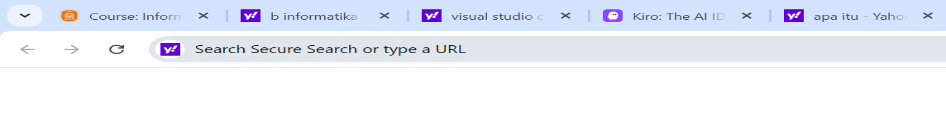 Course: Inform
b informatika
visual studio c
Kiro: The AI ID
apa itu - Yaho
Search Secure Search or type a URL